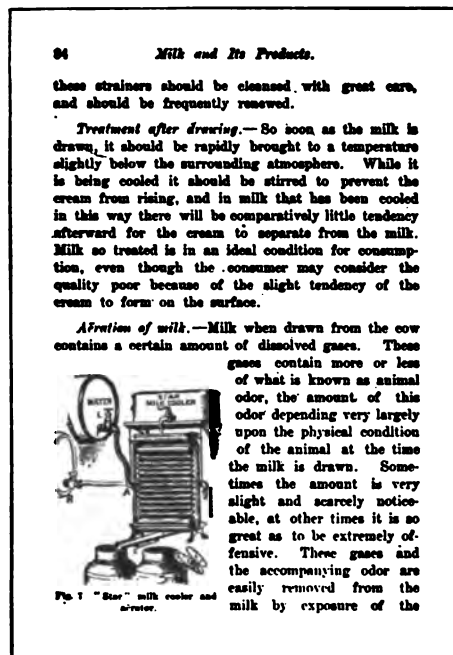 94 Milk and Its Products.
these strainers should be cleansed with great care,
and should be frequently renewed.
Treatment after drawing.—So soon as the milk is
drawn, it should be rapidly brought to a temperature
slightly below the surrounding atmosphere. While it
is being cooled it should be stirred to prevent the
cream from rising, and in milk that has been cooled
in this way there will be comparatively little tendency
afterward for the cream to separate from the milk.
Milk so treated is in an ideal condition for consump-
tion, even though the consumer may consider the
quality poor because of the slight tendency of the
cream to form on the surface.
Aëration of milk.—Milk when drawn from the cow
contains a certain amount of dissolved gases. These
gases contain more or less
of what is known as animal
odor, the amount of this
odor depending very largely
upon the physical condition
of the animal at the time
the milk is drawn. Some-
times the amount is very
slight and scarcely notice-
able, at other times it is so
great as to be extremely of-
fensive. These gases and
the accompanying odor are
easily removed from the
milk by exposure of the
WATER
STAR
MILK COOLER
Fig. 7 "Star" milk cooler and
aërator.